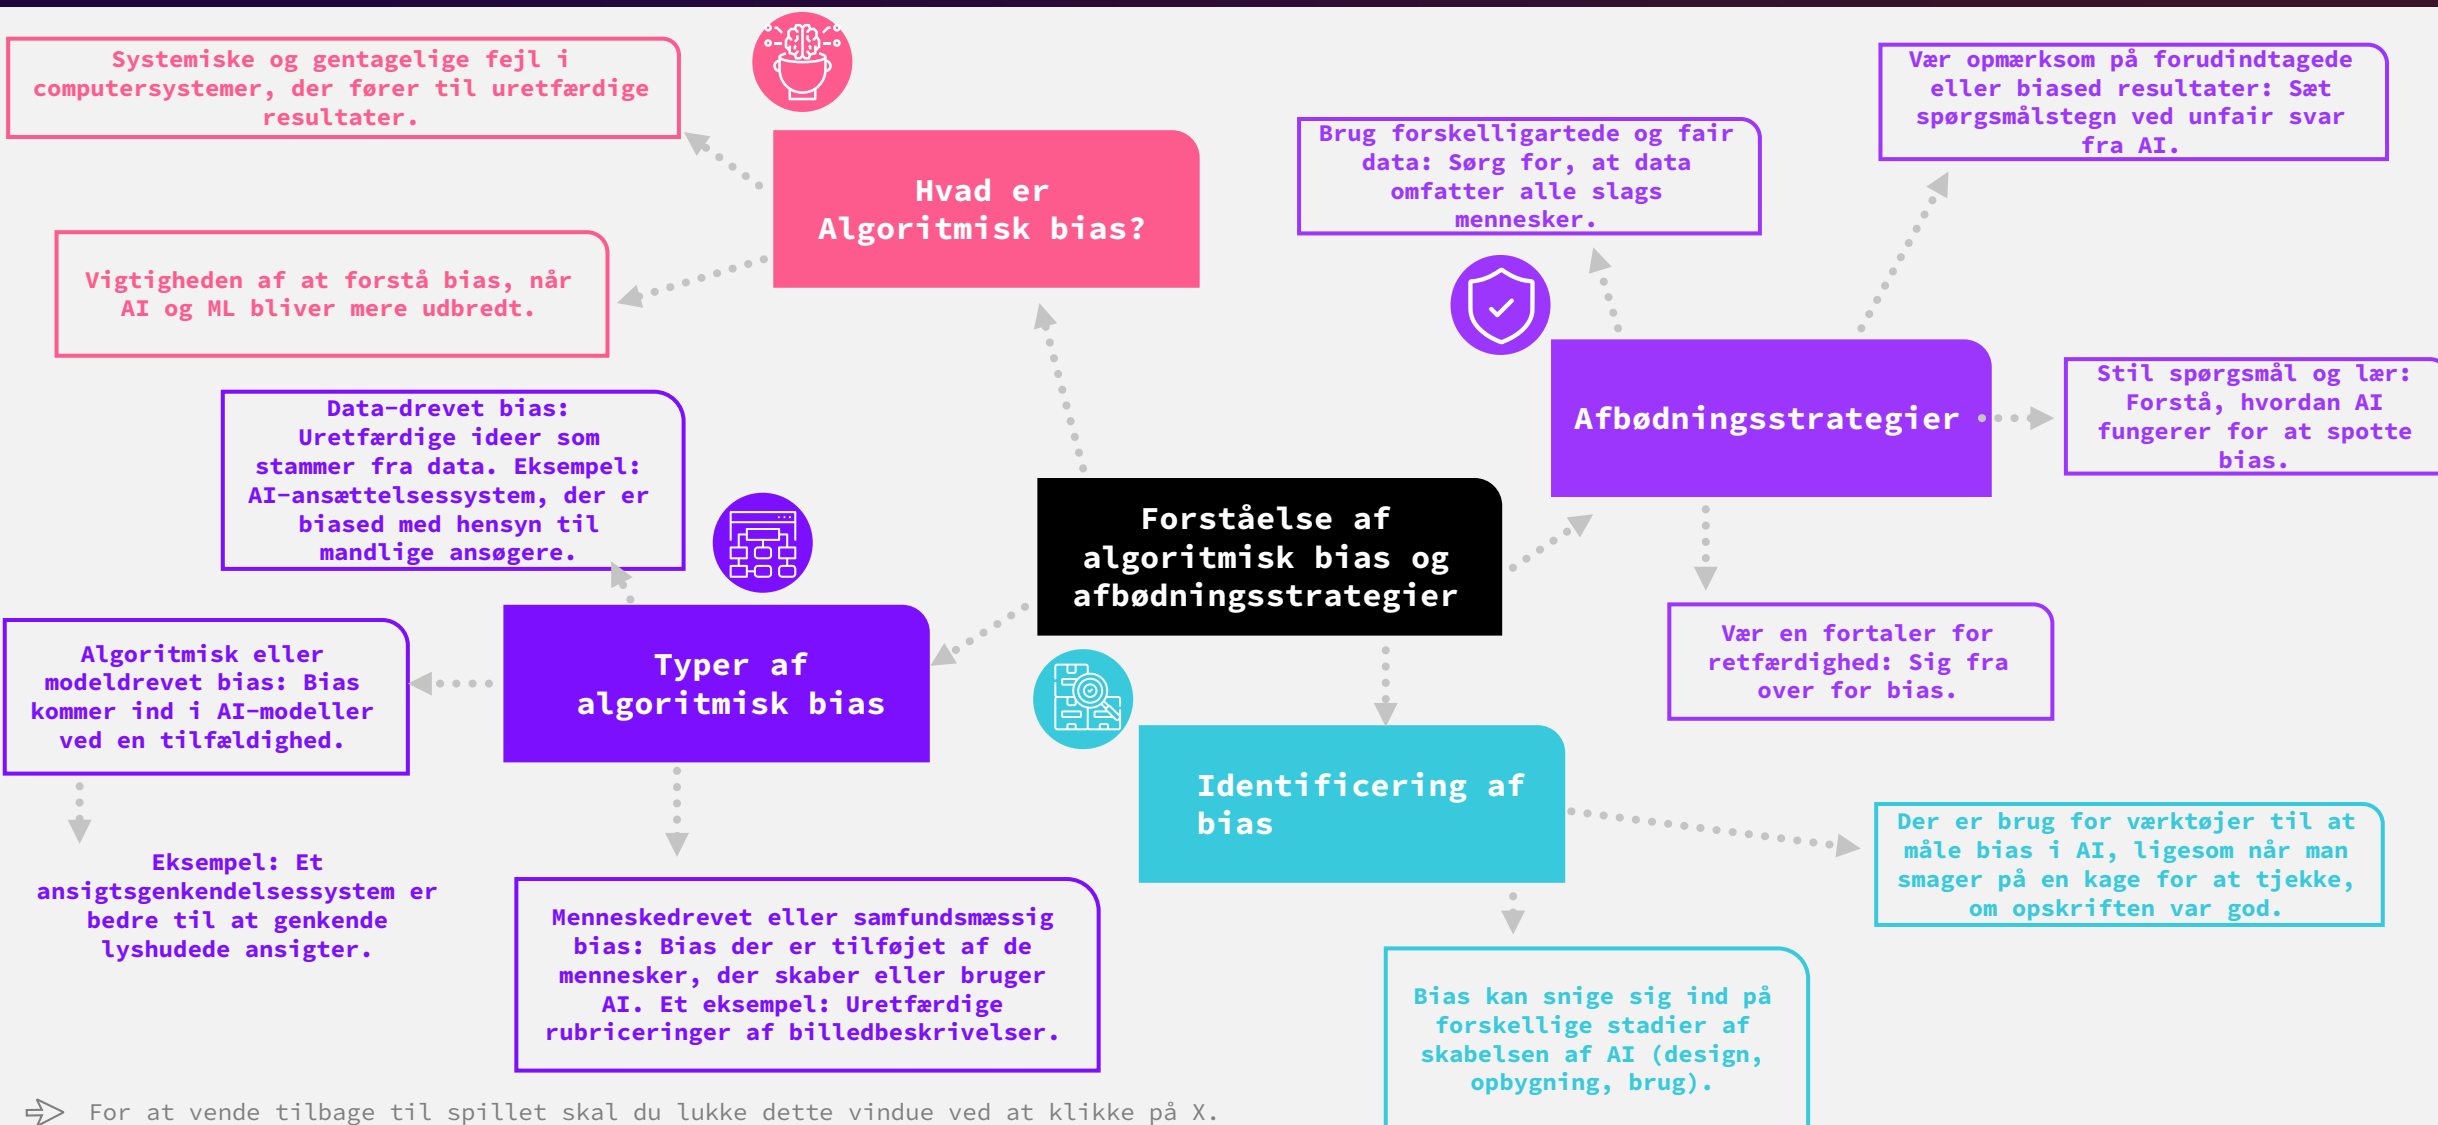 Systemiske og gentagelige fejl i
computersystemer, der fører til uretfærdige
resultater.
Hvad er
Algoritmisk bias?
Vigtigheden af at forstå bias, når
AI og ML bliver mere udbredt.
Brug forskelligartede og fair
data: Sørg for, at data
omfatter alle slags
mennesker.
Vær opmærksom på forudindtagede
eller biased resultater: Sæt
spørgsmålstegn ved unfair svar
fra AI.
Afbødningsstrategier
Stil spørgsmål og lær:
Forstå, hvordan AI
fungerer for at spotte
bias.
Vær en fortaler for
retfærdighed: Sig fra
over for bias.
Forståelse af
algoritmisk bias og
afbødningsstrategier
Data-drevet bias:
Uretfærdige ideer som
stammer fra data. Eksempel:
AI-ansættelsessystem, der er
biased med hensyn til
mandlige ansøgere.
Typer af
algoritmisk bias
Algoritmisk eller
modeldrevet bias: Bias
kommer ind i AI-modeller
ved en tilfældighed.
Eksempel: Et
ansigtsgenkendelsessystem er
bedre til at genkende
lyshudede ansigter.
Menneskedrevet eller samfundsmæssig
bias: Bias der er tilføjet af de
mennesker, der skaber eller bruger
AI. Et eksempel: Uretfærdige
rubriceringer af billedbeskrivelser.
Identificering af
bias
Der er brug for værktøjer til at
måle bias i AI, ligesom når man
smager på en kage for at tjekke,
om opskriften var god.
Bias kan snige sig ind på
forskellige stadier af
skabelsen af AI (design,
opbygning, brug).
For at vende tilbage til spillet skal du lukke dette vindue ved at klikke på X.